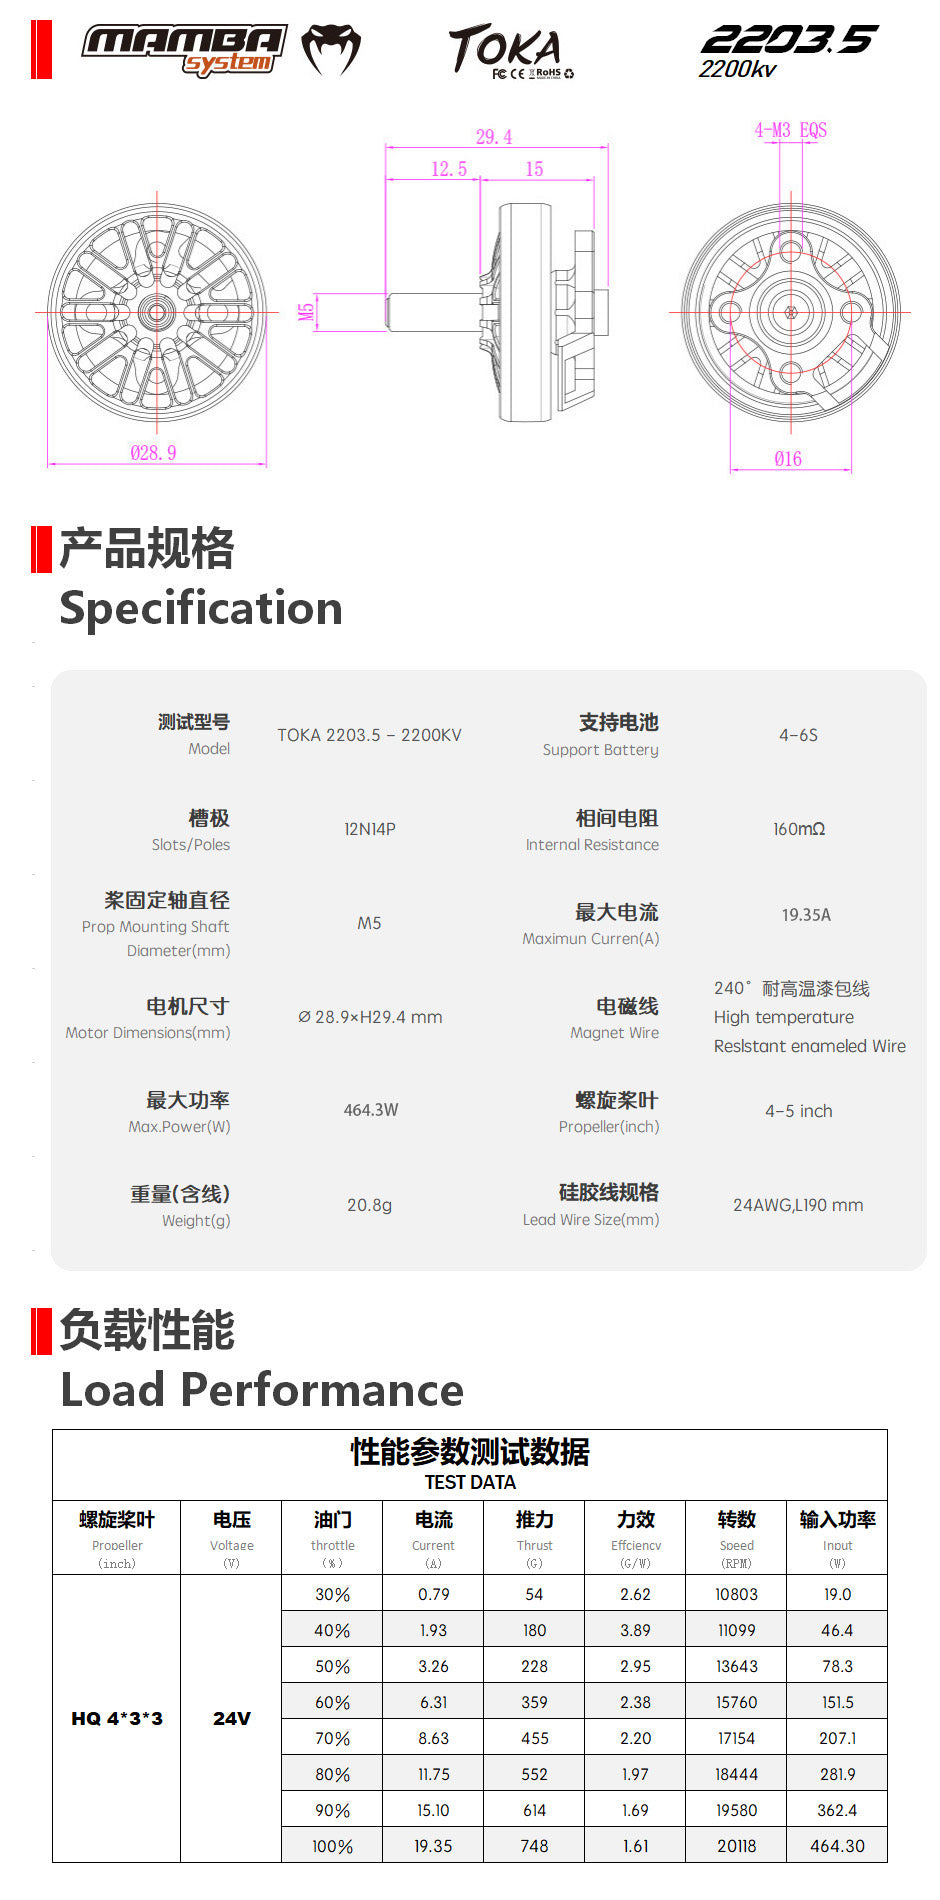 MAMBA
system
TOKA
FC CE RoHS
2203.5
2200kv
29.4
12.5
15
4-M3 EQS
M5
Ø28.9
Ø16
产品规格
Specification
测试型号
Model
TOKA 2203.5 – 2200KV
支持电池
Support Battery
4–6S
槽极
Slots/Poles
12N14P
相间电阻
Internal Resistance
160mΩ
桨固定轴直径
Prop Mounting Shaft
Diameter(mm)
M5
最大电流
Maximun Curren(A)
19.35A
电机尺寸
Motor Dimensions(mm)
Ø 28.9×H29.4 mm
电磁线
Magnet Wire
240°耐高温漆包线
High temperature
Reslstant enameled Wire
最大功率
Max.Power(W)
464.3W
螺旋桨叶
Propeller(inch)
4–5 inch
重量(含线)
Weight(g)
20.8g
硅胶线规格
Lead Wire Size(mm)
24AWG,L190 mm
负载性能
Load Performance
性能参数测试数据
TEST DATA
螺旋桨叶 电压 油门 电流 推力 力效 转数 输入功率
Propeller Voltage throttle Current Thrust Effciency Speed Input
(inch) (V) (%) (A) (G) (G/W) (RPM) (W)
30% 0.79 54 2.62 10803 19.0
40% 1.93 180 3.89 11099 46.4
50% 3.26 228 2.95 13643 78.3
60% 6.31 359 2.38 15760 151.5
HQ 4*3*3 24V
70% 8.63 455 2.20 17154 207.1
80% 11.75 552 1.97 18444 281.9
90% 15.10 614 1.69 19580 362.4
100% 19.35 748 1.61 20118 464.30